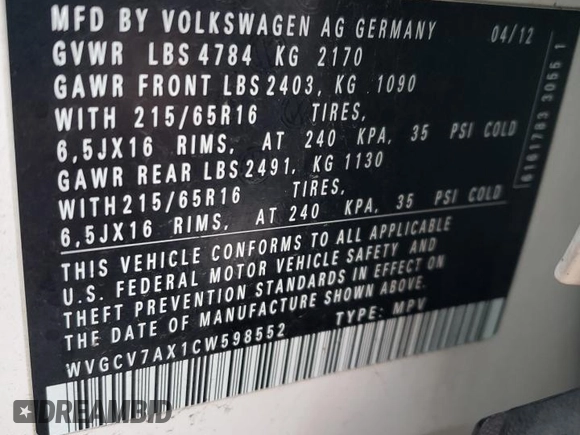 MFD BY VOLKSWAGEN AG GERMANY 04/12
GVWR LBS 4784 KG 2170
GAWR FRONT LBS 2403, KG 1090
WITH 215/65R16 TIRES,
6,5JX16 RIMS, AT 240 KPA, 35 PSI COLD
GAWR REAR LBS 2491, KG 1130
WITH 215/65R16 TIRES,
6,5JX16 RIMS, AT 240 KPA, 35 PSI COLD
THIS VEHICLE CONFORMS TO ALL APPLICABLE
U.S. FEDERAL MOTOR VEHICLE SAFETY AND
THEFT PREVENTION STANDARDS IN EFFECT ON
THE DATE OF MANUFACTURE SHOWN ABOVE.
WVGCV7AX1CW598552 TYPE: MPV
6161/83 3055 1
DREAMBID